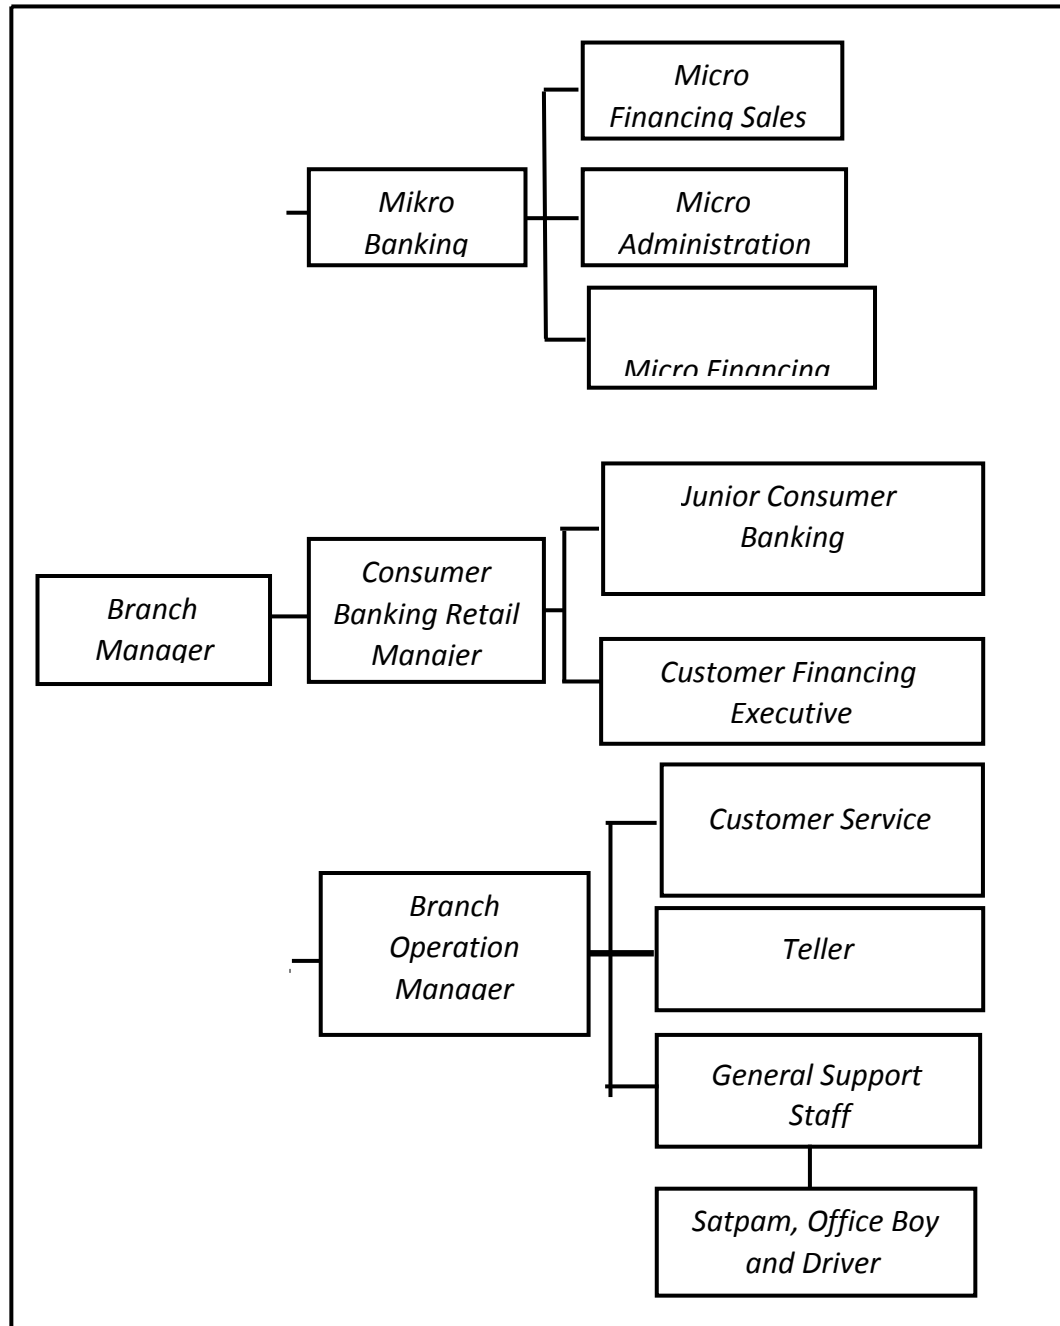 Micro
Financing Sales
Mikro
Banking
Micro
Administration
Micro Financing
Junior Consumer
Banking
Branch
Manager
Consumer
Banking Retail
Mangier
Customer Financing
Executive
Customer Service
Branch
Operation
Manager
Teller
General Support
Staff
Satpam, Office Boy
and Driver